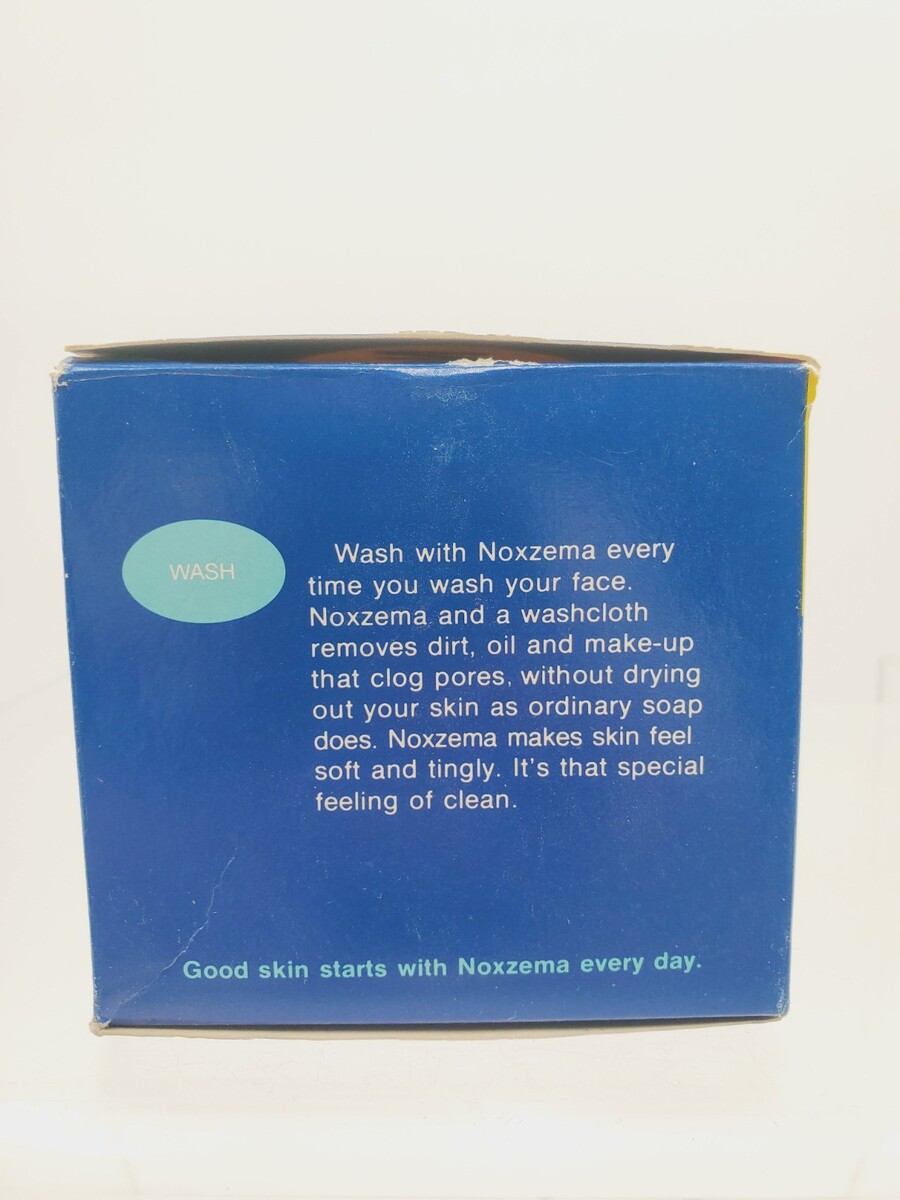 WASH
Wash with Noxzema every
time you wash your face.
Noxzema and a washcloth
removes dirt, oil and make-up
that clog pores, without drying
out your skin as ordinary soap
does. Noxzema makes skin feel
soft and tingly. It's that special
feeling of clean.
Good skin starts with Noxzema every day.